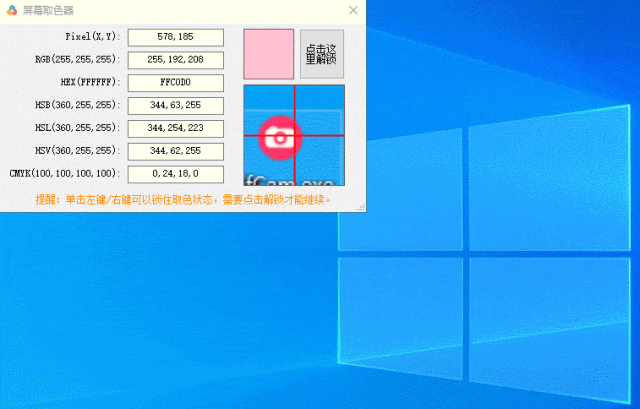 屏幕取色器
Pixel(X,Y): 578,185
RGB(255,255,255): 255,192,208
HEX(FFFFFF): FFC0D0
HSB(360,255,255): 344,63,255
HSL(360,255,255): 344,254,223
HSV(360,255,255): 344,62,255
CMYK(100,100,100,100): 0,24,18,0
点击这
里解锁
fCam.exe
提醒：单击左键/右键可以锁住取色状态，需要点击解锁才能继续。